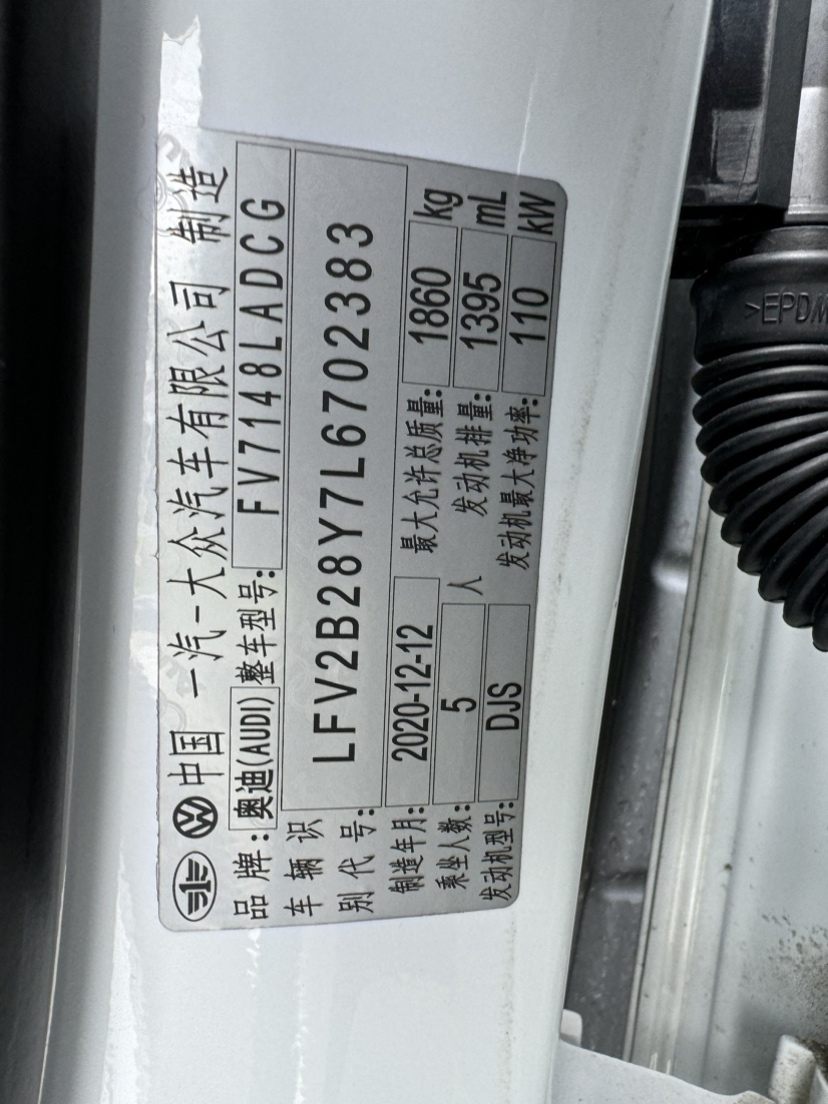 中国 一汽-大众汽车有限公司 制造
品牌: 奥迪(AUDI) 整车型号: FV7148LADCG
车辆识别代号: LFV2B28Y7L6702383
制造年月: 2020-12-12 最大允许总质量: 1860 kg
乘坐人数: 5 人 发动机排量: 1395 mL
发动机型号: DJS 发动机最大净功率: 110 kW
>EPDM